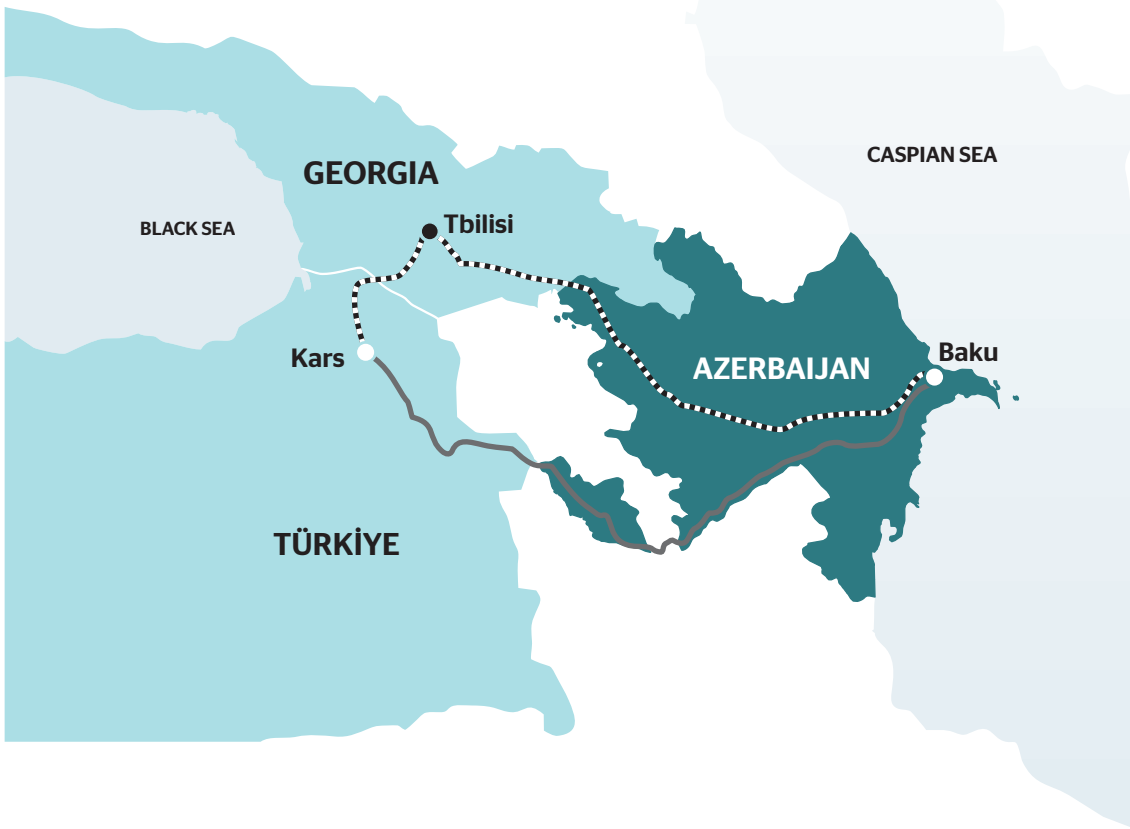 CASPIAN SEA
GEORGIA
Tbilisi
BLACK SEA
Baku
Kars
AZERBAIJAN
TÜRKİYE